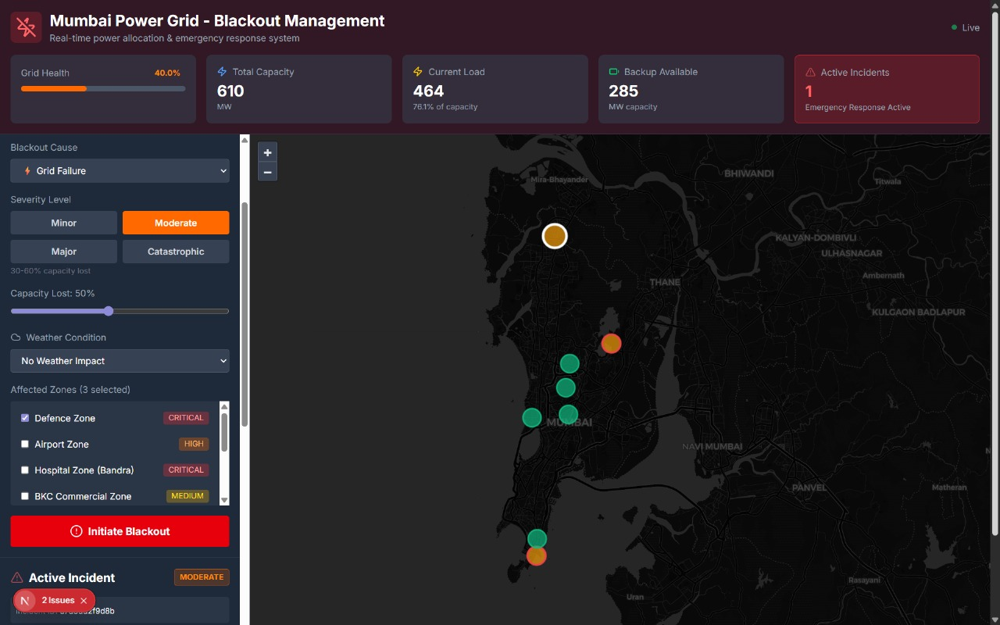 Mumbai Power Grid - Blackout Management
Real-time power allocation & emergency response system
Live
Grid Health
40.0%
Total Capacity
610
MW
Current Load
464
76.1% of capacity
Backup Available
285
MW capacity
Active Incidents
1
Emergency Response Active
Blackout Cause
Grid Failure
Severity Level
Minor
Moderate
Major
Catastrophic
30-60% capacity lost
Capacity Lost: 50%
Weather Condition
No Weather Impact
Affected Zones (3 selected)
Defence Zone
CRITICAL
Airport Zone
HIGH
Hospital Zone (Bandra)
CRITICAL
BKC Commercial Zone
MEDIUM
Initiate Blackout
Active Incident
MODERATE
N
2 Issues
+
−
Mira-Bhayander
BHIWANDI
Titwala
KALYAN-DOMBIVLI
ULHASNAGAR
Ambernath
THANE
KULGAON BADLAPUR
MUMBAI
NAVI MUMBAI
PANVEL
Matheran
Rasayani
Uran